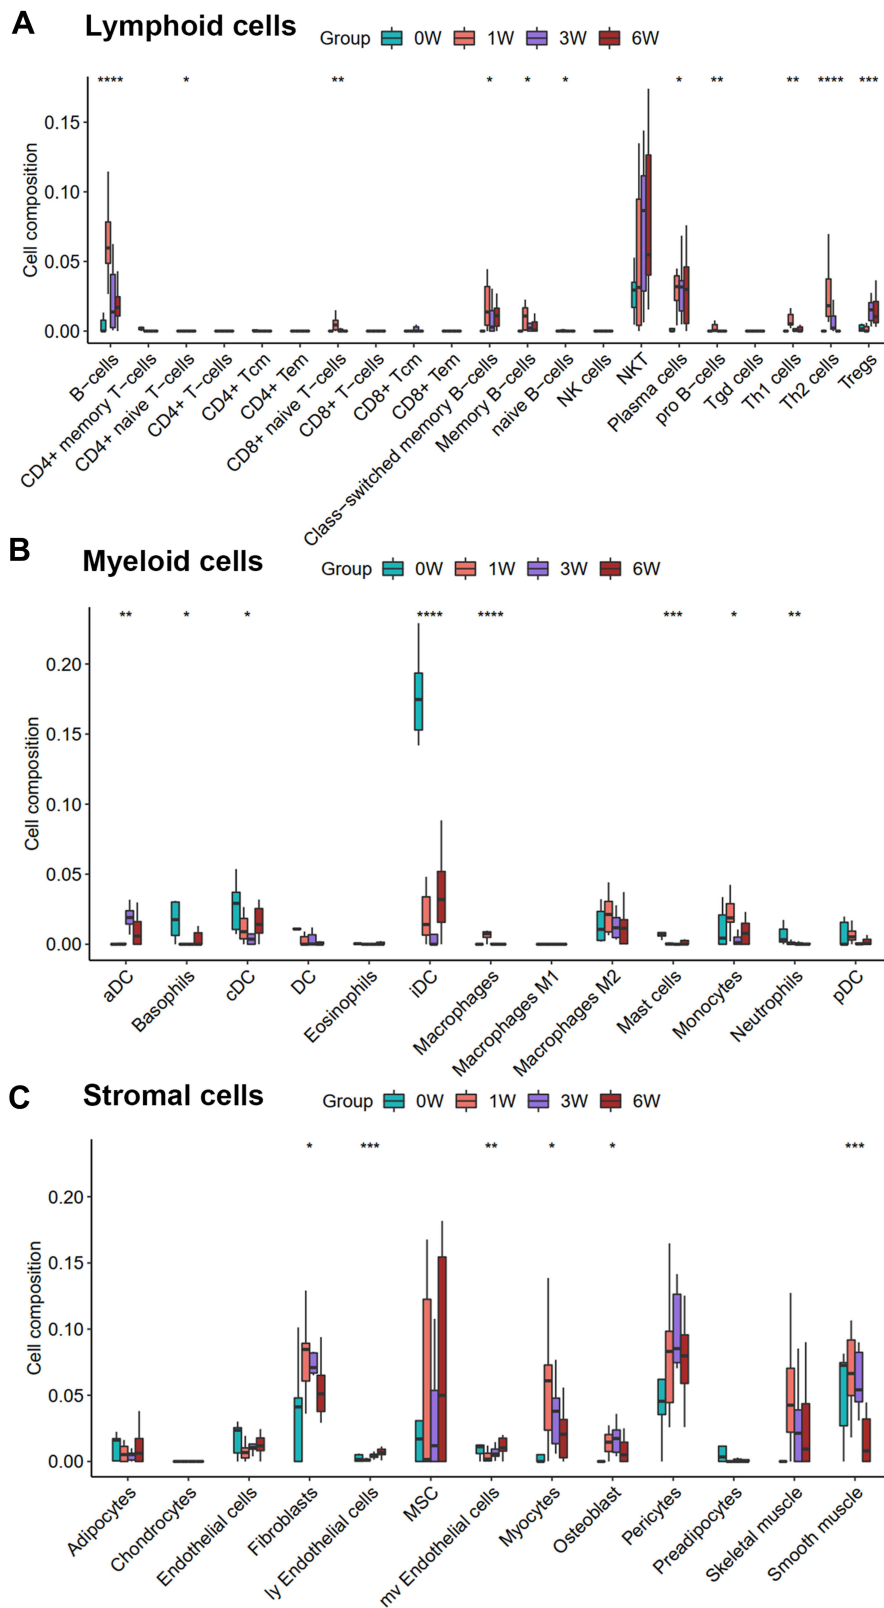 A Lymphoid cells
Group 0W 1W 3W 6W
**** * ** * * * * ** ** **** ***
0.15
0.10
0.05
0.00
Cell composition
B−cells
CD4+ memory T−cells
CD4+ naive T−cells
CD4+ T−cells
CD4+ Tcm
CD4+ Tem
CD8+ naive T−cells
CD8+ T−cells
CD8+ Tcm
CD8+ Tem
Class−switched memory B−cells
Memory B−cells
naive B−cells
NK cells
NKT
Plasma cells
pro B−cells
Tgd cells
Th1 cells
Th2 cells
Tregs
B Myeloid cells
Group 0W 1W 3W 6W
** * * **** **** *** * **
0.20
0.15
0.10
0.05
0.00
Cell composition
aDC
Basophils
cDC
DC
Eosinophils
iDC
Macrophages
Macrophages M1
Macrophages M2
Mast cells
Monocytes
Neutrophils
pDC
C Stromal cells
Group 0W 1W 3W 6W
* *** ** * * ***
0.20
0.15
0.10
0.05
0.00
Cell composition
Adipocytes
Chondrocytes
Endothelial cells
Fibroblasts
ly Endothelial cells
MSC
mv Endothelial cells
Myocytes
Osteoblast
Pericytes
Preadipocytes
Skeletal muscle
Smooth muscle